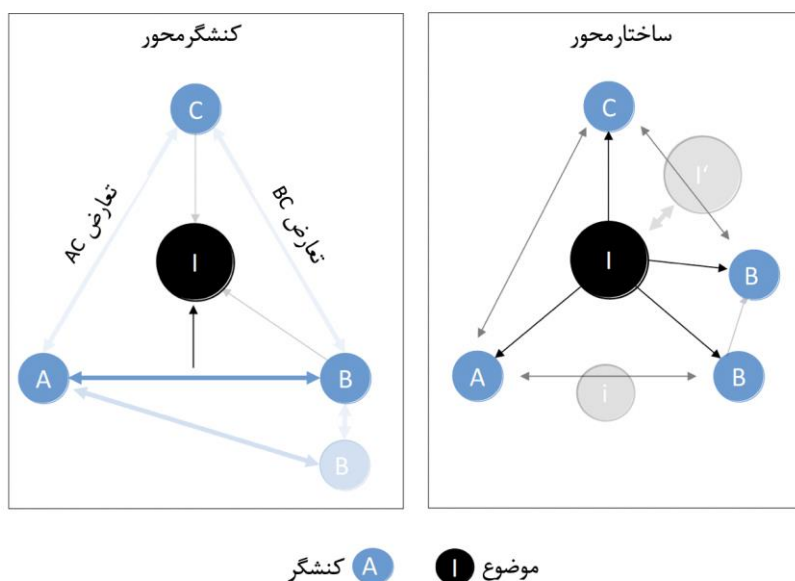 ساختارمحور
C
I'
I
B
A
i
B
کنشگرمحور
C
تعارض AC
تعارض BC
I
A
B
B
I موضوع
A کنشگر